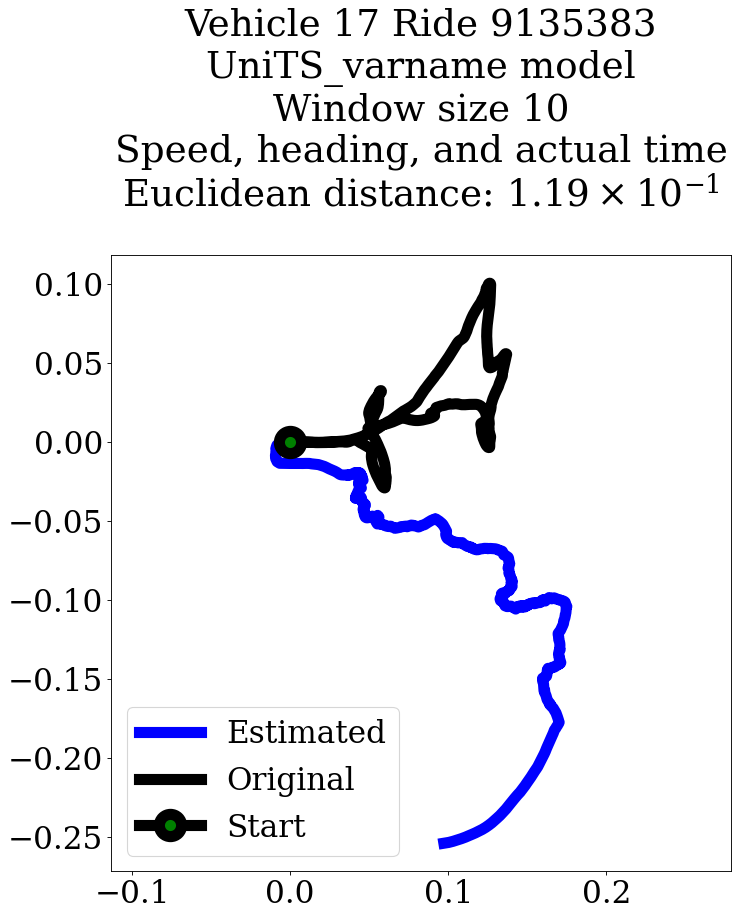 Vehicle 17 Ride 9135383
UniTS_varname model
Window size 10
Speed, heading, and actual time
Euclidean distance: 1.19 × 10⁻¹
0.10
0.05
0.00
−0.05
−0.10
−0.15
−0.20
−0.25
Estimated
Original
Start
−0.1 0.0 0.1 0.2